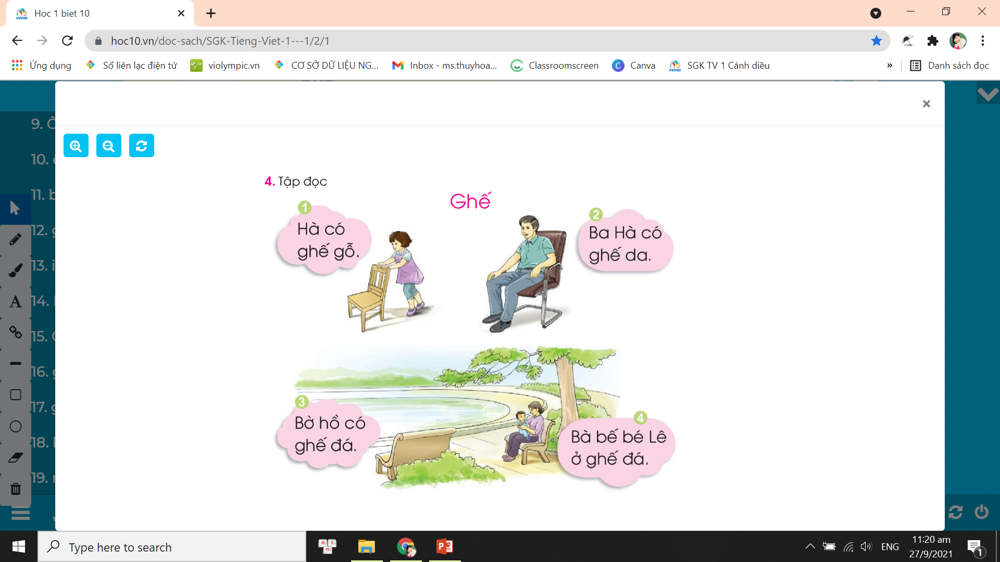 Hoc 1 biet 10
hoc10.vn/doc-sach/SGK-Tieng-Viet-1---1/2/1
Ứng dụng
Sổ liên lạc điện tử
violympic.vn
CƠ SỞ DỮ LIỆU NG...
Inbox - ms.thuyhoa...
Classroomscreen
Canva
SGK TV 1 Cánh diều
»
Danh sách đọc
9.
10.
11.
12.
13.
14.
15.
16.
17.
18.
19.
A
4. Tập đọc
Ghế
1
Hà có
ghế gỗ.
2
Ba Hà có
ghế da.
3
Bờ hồ có
ghế đá.
4
Bà bế bé Lê
ở ghế đá.
Type here to search
ENG
11:20 am
27/9/2021
1